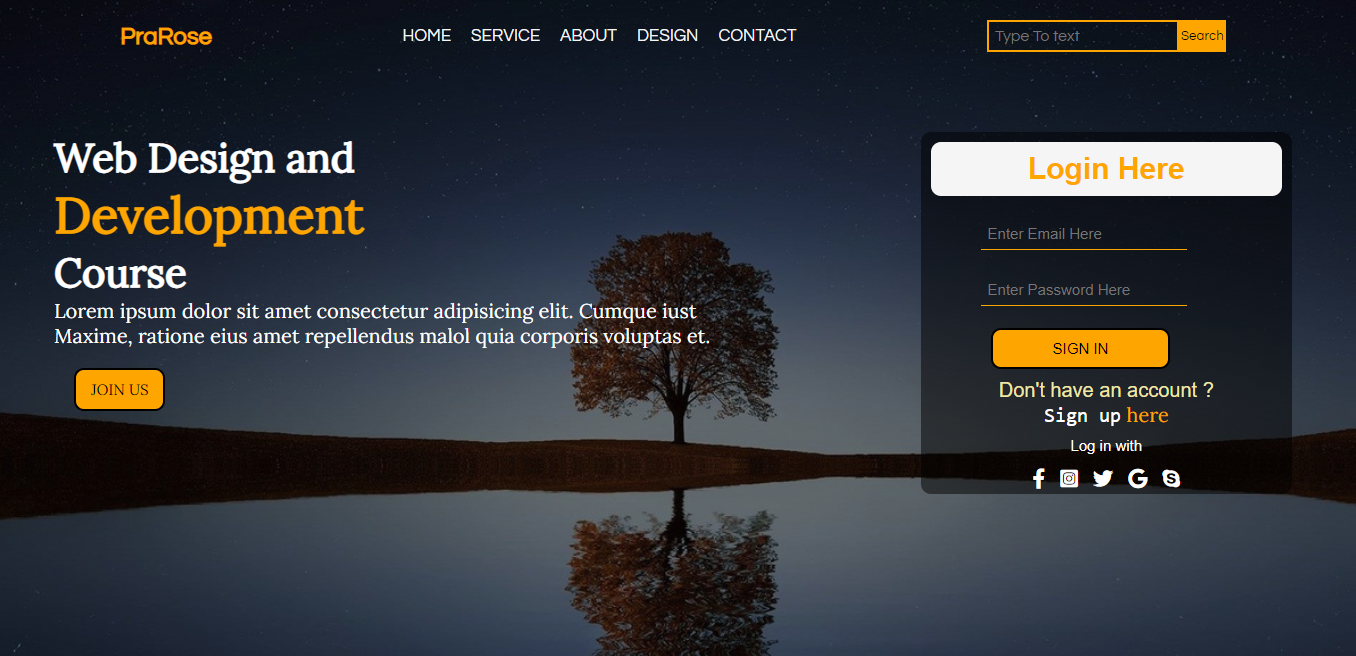 PraRose
HOME SERVICE ABOUT DESIGN CONTACT
Type To text
Search
Web Design and
Development
Course
Lorem ipsum dolor sit amet consectetur adipisicing elit. Cumque iust
Maxime, ratione eius amet repellendus malol quia corporis voluptas et.
JOIN US
Login Here
Enter Email Here
Enter Password Here
SIGN IN
Don't have an account ?
Sign up here
Log in with